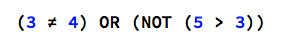 (3 ≠ 4) OR (NOT (5 > 3))